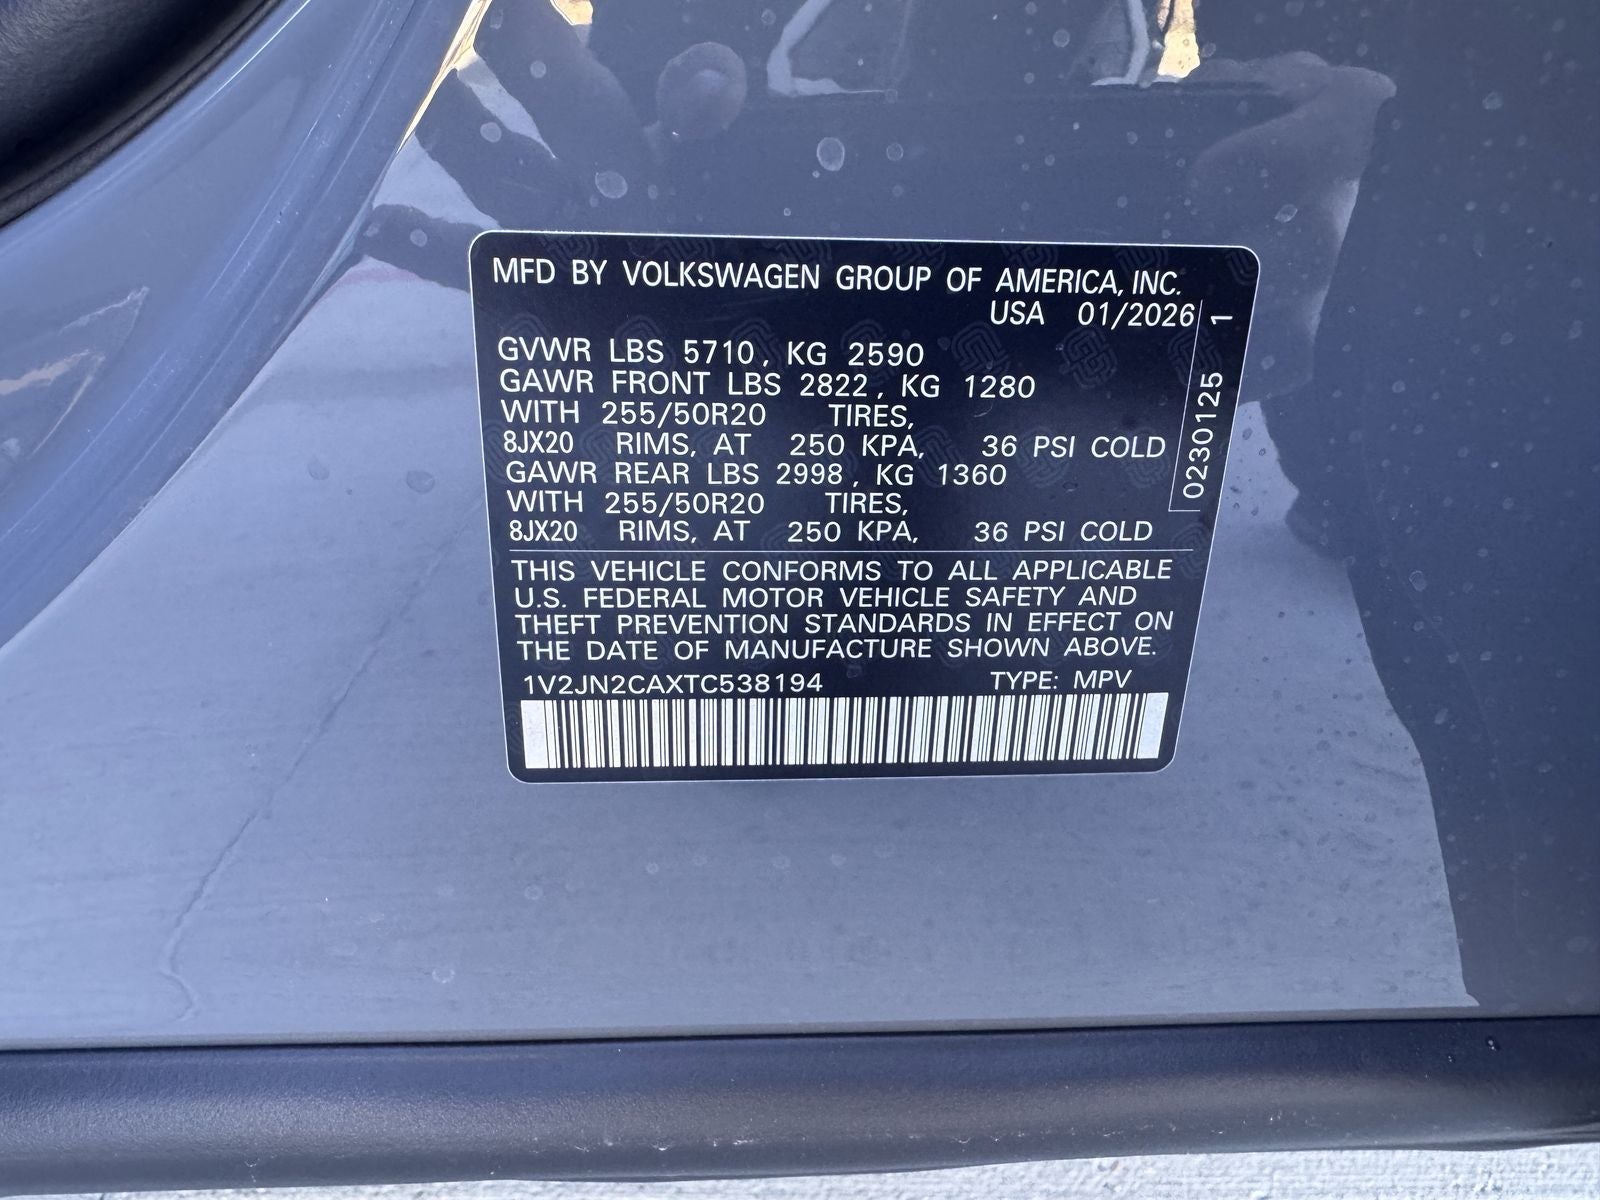 MFD BY VOLKSWAGEN GROUP OF AMERICA, INC.
USA 01/2026
GVWR LBS 5710, KG 2590
GAWR FRONT LBS 2822, KG 1280
WITH 255/50R20 TIRES,
8JX20 RIMS, AT 250 KPA, 36 PSI COLD
GAWR REAR LBS 2998, KG 1360
WITH 255/50R20 TIRES,
8JX20 RIMS, AT 250 KPA, 36 PSI COLD
THIS VEHICLE CONFORMS TO ALL APPLICABLE
U.S. FEDERAL MOTOR VEHICLE SAFETY AND
THEFT PREVENTION STANDARDS IN EFFECT ON
THE DATE OF MANUFACTURE SHOWN ABOVE.
1V2JN2CAXTC538194 TYPE: MPV
0230125 1